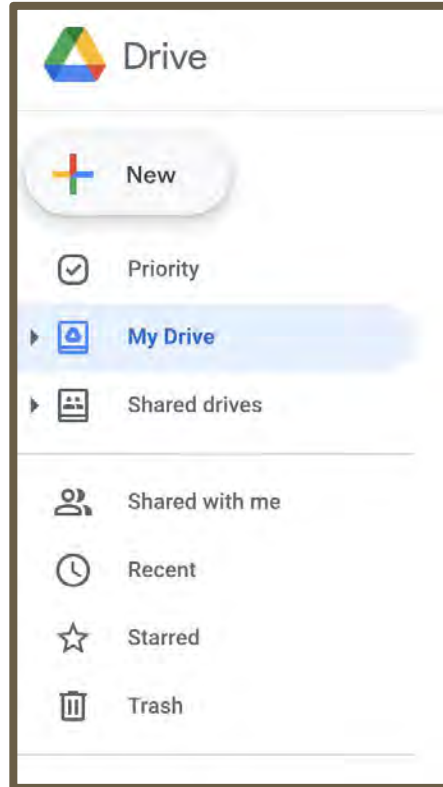 Drive
New
Priority
My Drive
Shared drives
Shared with me
Recent
Starred
Trash